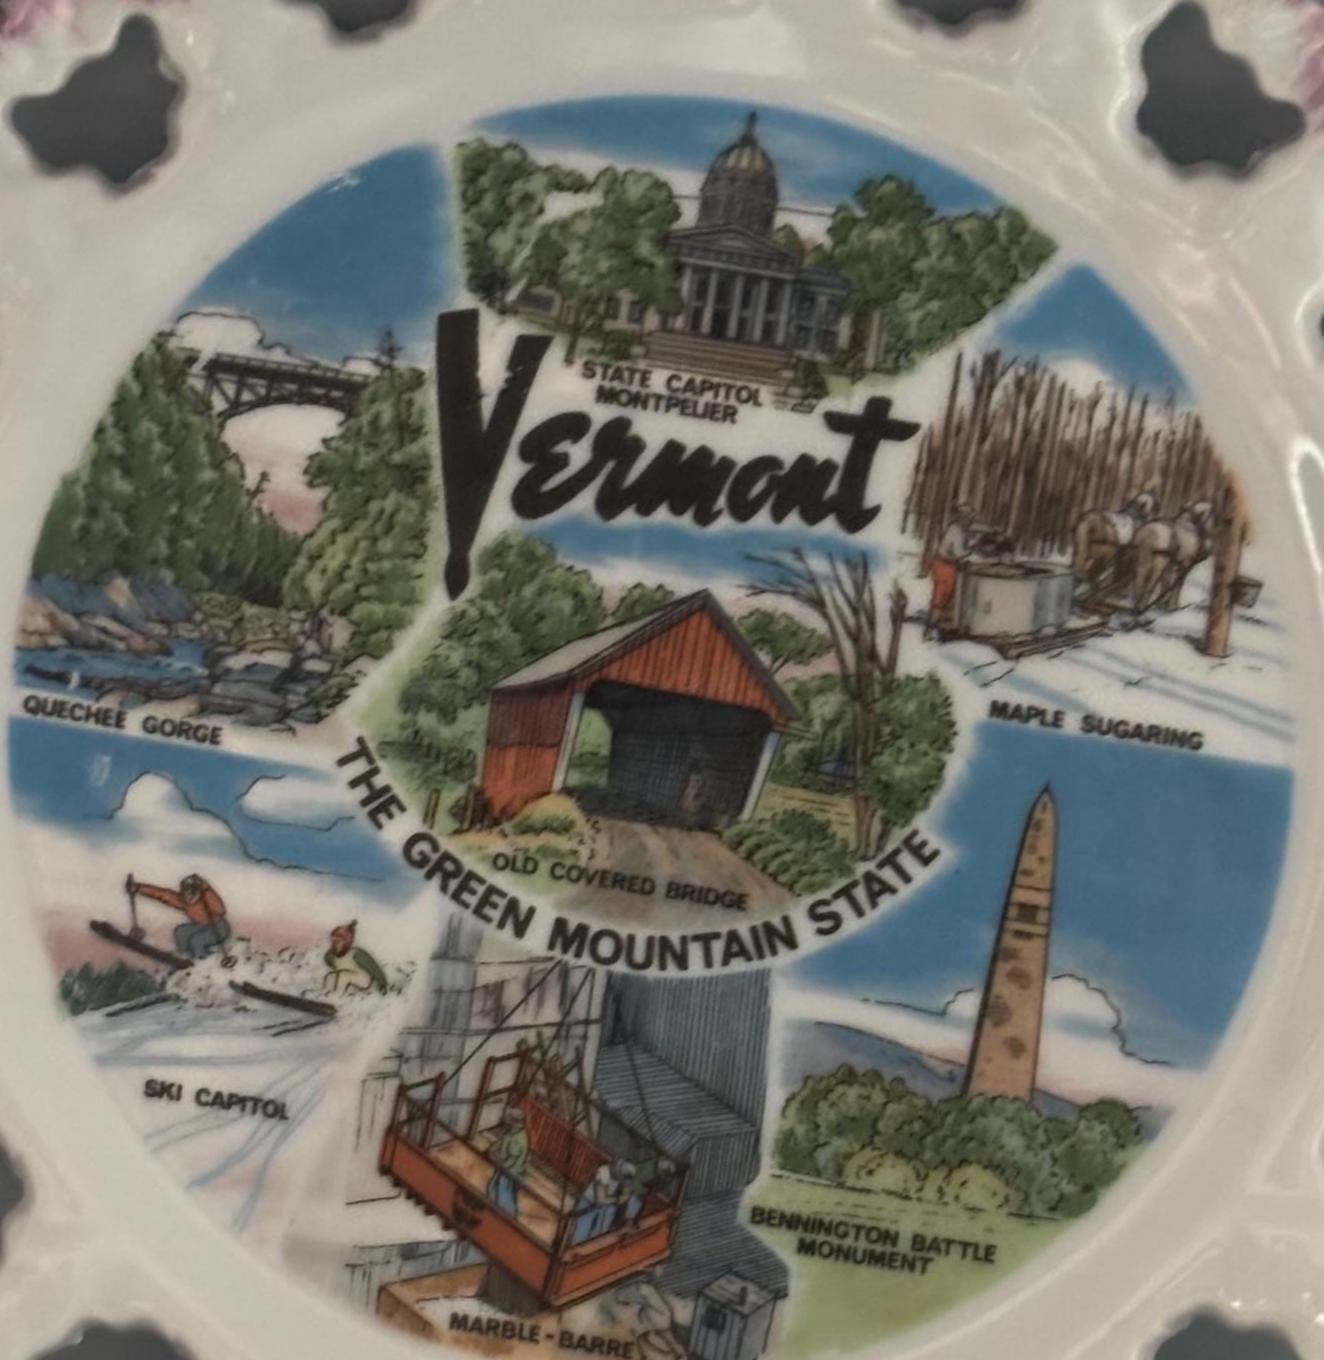 STATE CAPITOL
MONTPELIER
Vermont
QUECHEE GORGE
MAPLE SUGARING
OLD COVERED BRIDGE
THE GREEN MOUNTAIN STATE
SKI CAPITOL
BENNINGTON BATTLE
MONUMENT
MARBLE-BARRE